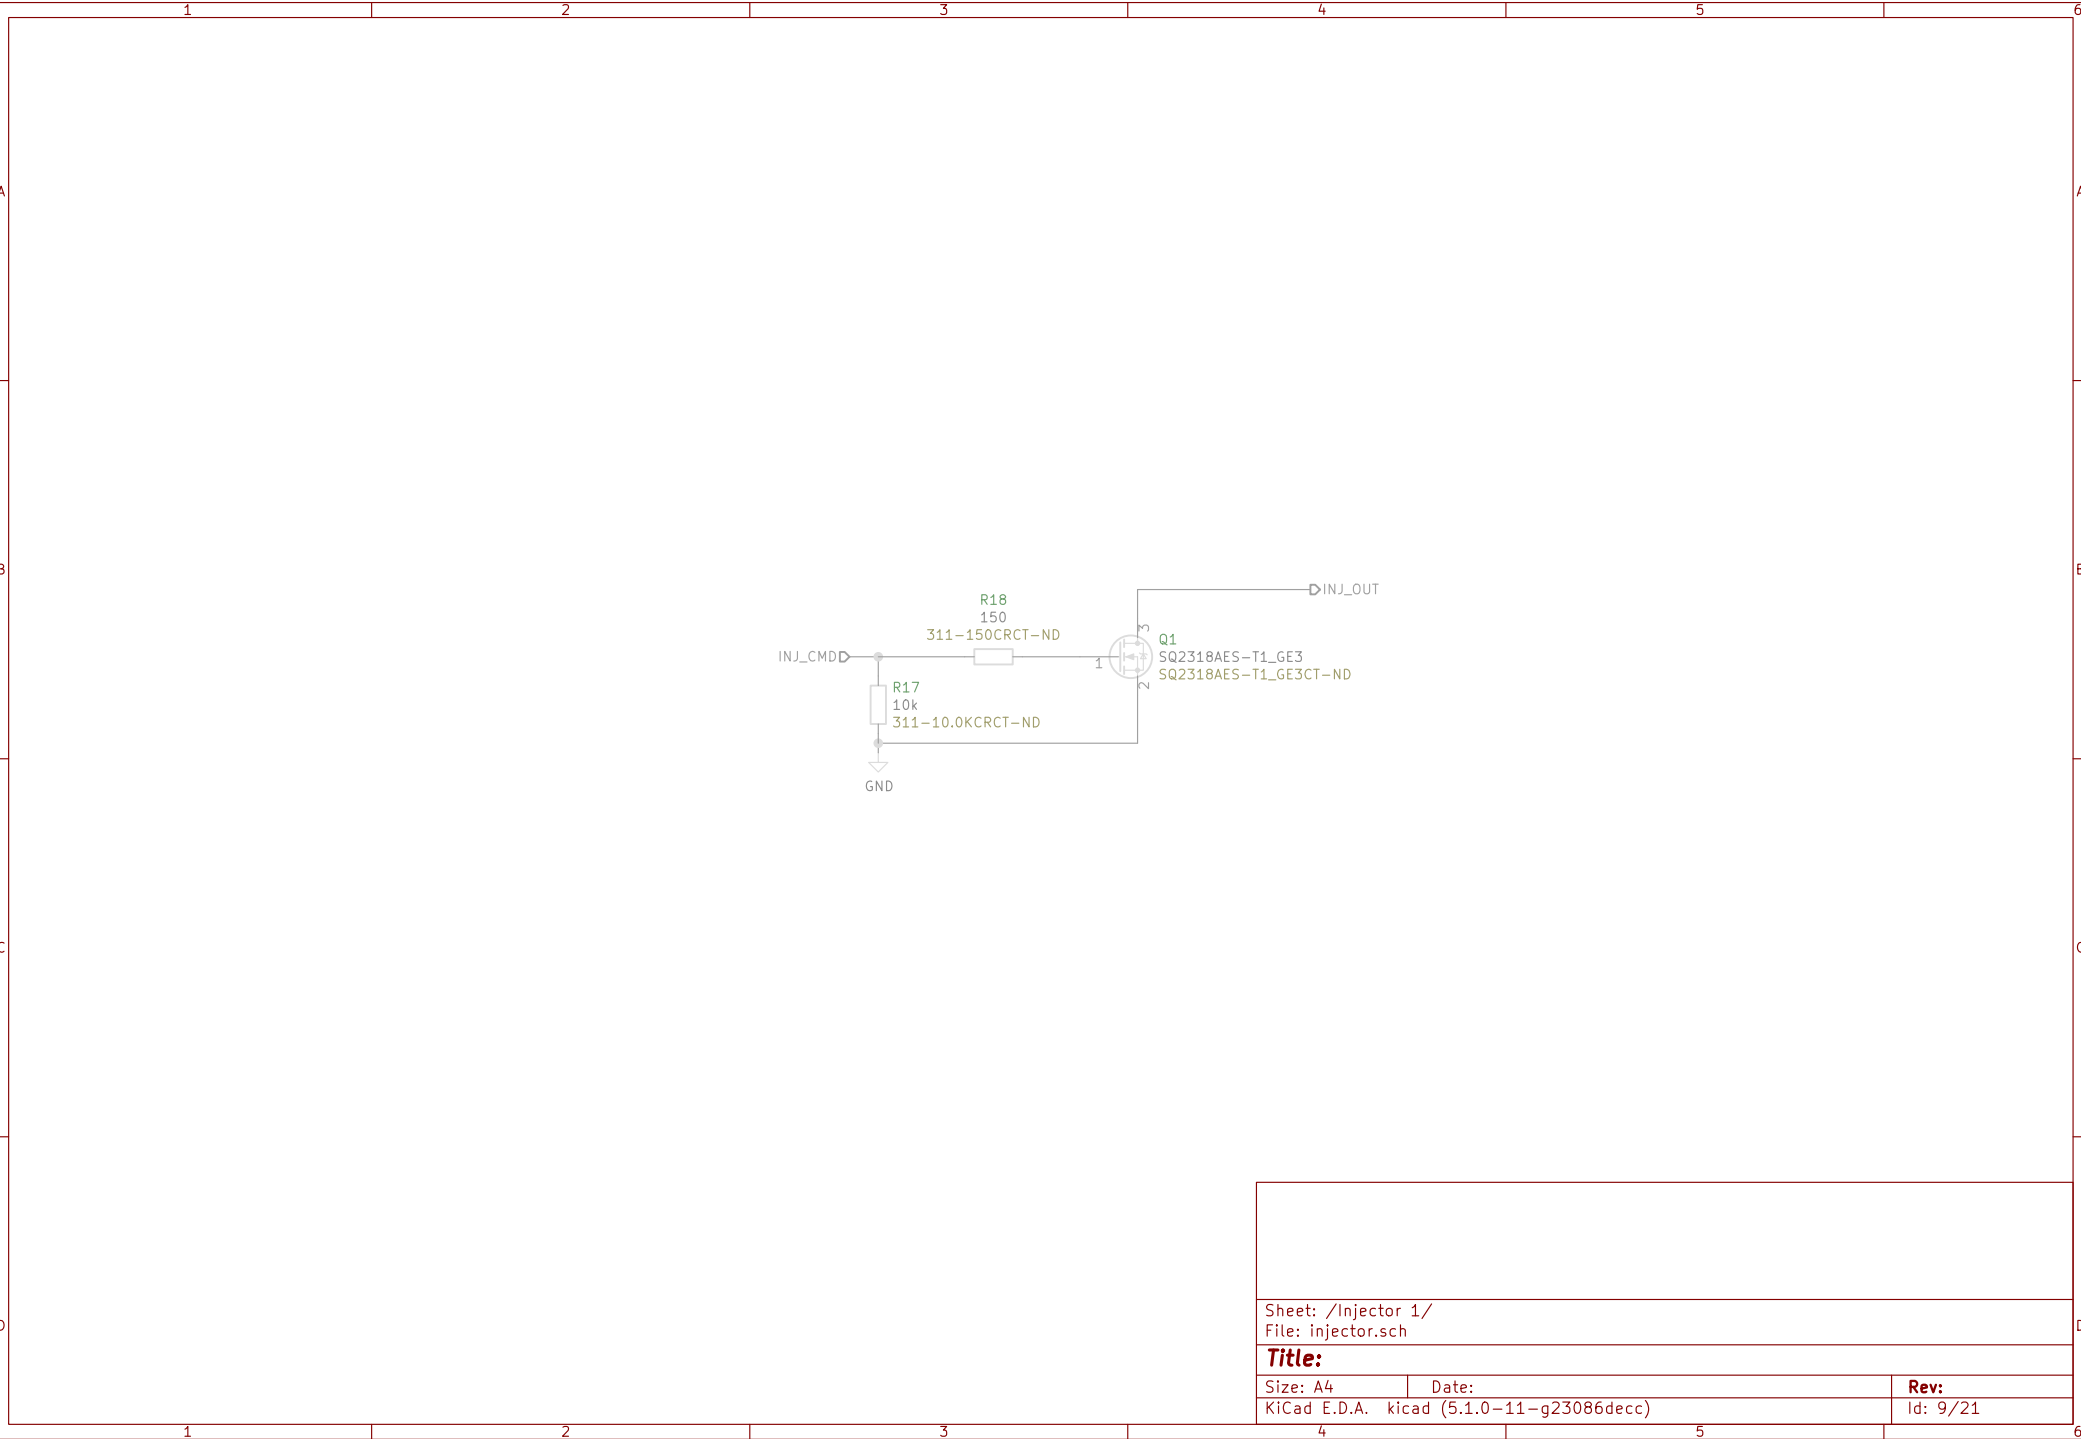 1 2 3 4 5 6
A A
B B
C C
D D
INJ_OUT
R18
150
311-150CRCT-ND
INJ_CMD
1
3
2
Q1
SQ2318AES-T1_GE3
SQ2318AES-T1_GE3CT-ND
R17
10k
311-10.0KCRCT-ND
GND
Sheet: /Injector 1/
File: injector.sch
Title:
Size: A4 Date: Rev:
KiCad E.D.A. kicad (5.1.0-11-g23086decc) Id: 9/21
1 2 3 4 5 6